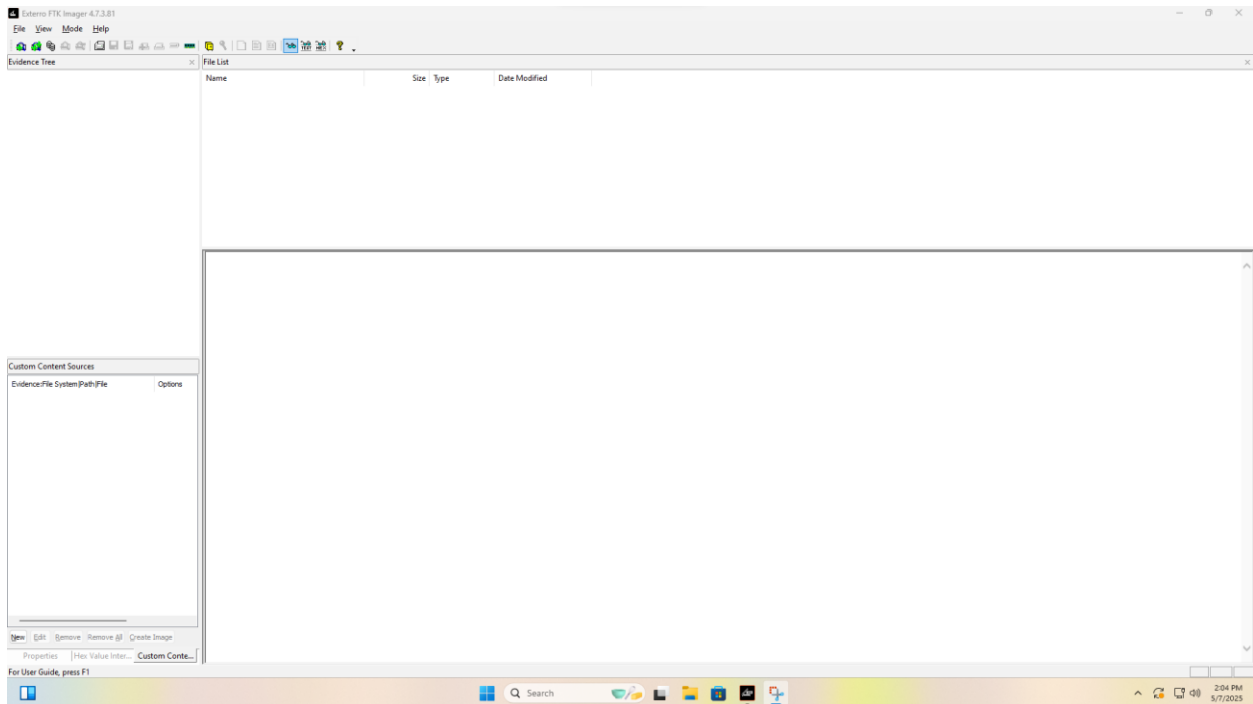 Exterro FTK Imager 4.7.3.81
File View Mode Help
Evidence Tree
File List
Name Size Type Date Modified
Custom Content Sources
Evidence:File System|Path|File Options
New Edit Remove Remove All Create Image
Properties Hex Value Inter... Custom Conte...
For User Guide, press F1
Search
2:04 PM
5/7/2025